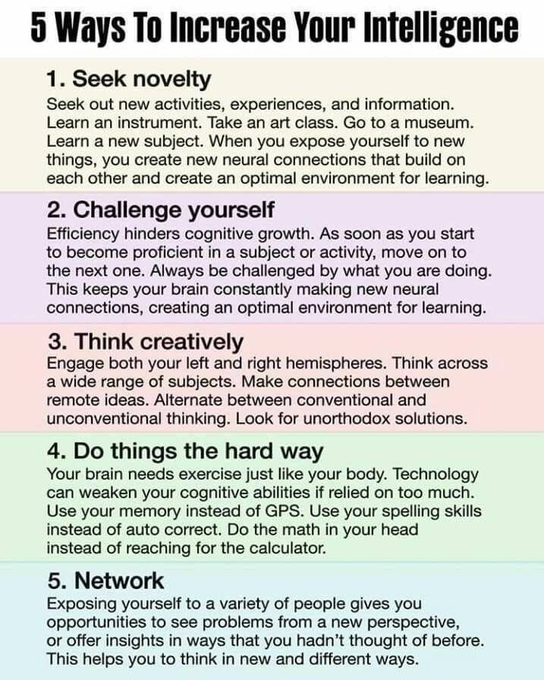 5 Ways To Increase Your Intelligence
1. Seek novelty
Seek out new activities, experiences, and information.
Learn an instrument. Take an art class. Go to a museum.
Learn a new subject. When you expose yourself to new
things, you create new neural connections that build on
each other and create an optimal environment for learning.
2. Challenge yourself
Efficiency hinders cognitive growth. As soon as you start
to become proficient in a subject or activity, move on to
the next one. Always be challenged by what you are doing.
This keeps your brain constantly making new neural
connections, creating an optimal environment for learning.
3. Think creatively
Engage both your left and right hemispheres. Think across
a wide range of subjects. Make connections between
remote ideas. Alternate between conventional and
unconventional thinking. Look for unorthodox solutions.
4. Do things the hard way
Your brain needs exercise just like your body. Technology
can weaken your cognitive abilities if relied on too much.
Use your memory instead of GPS. Use your spelling skills
instead of auto correct. Do the math in your head
instead of reaching for the calculator.
5. Network
Exposing yourself to a variety of people gives you
opportunities to see problems from a new perspective,
or offer insights in ways that you hadn't thought of before.
This helps you to think in new and different ways.